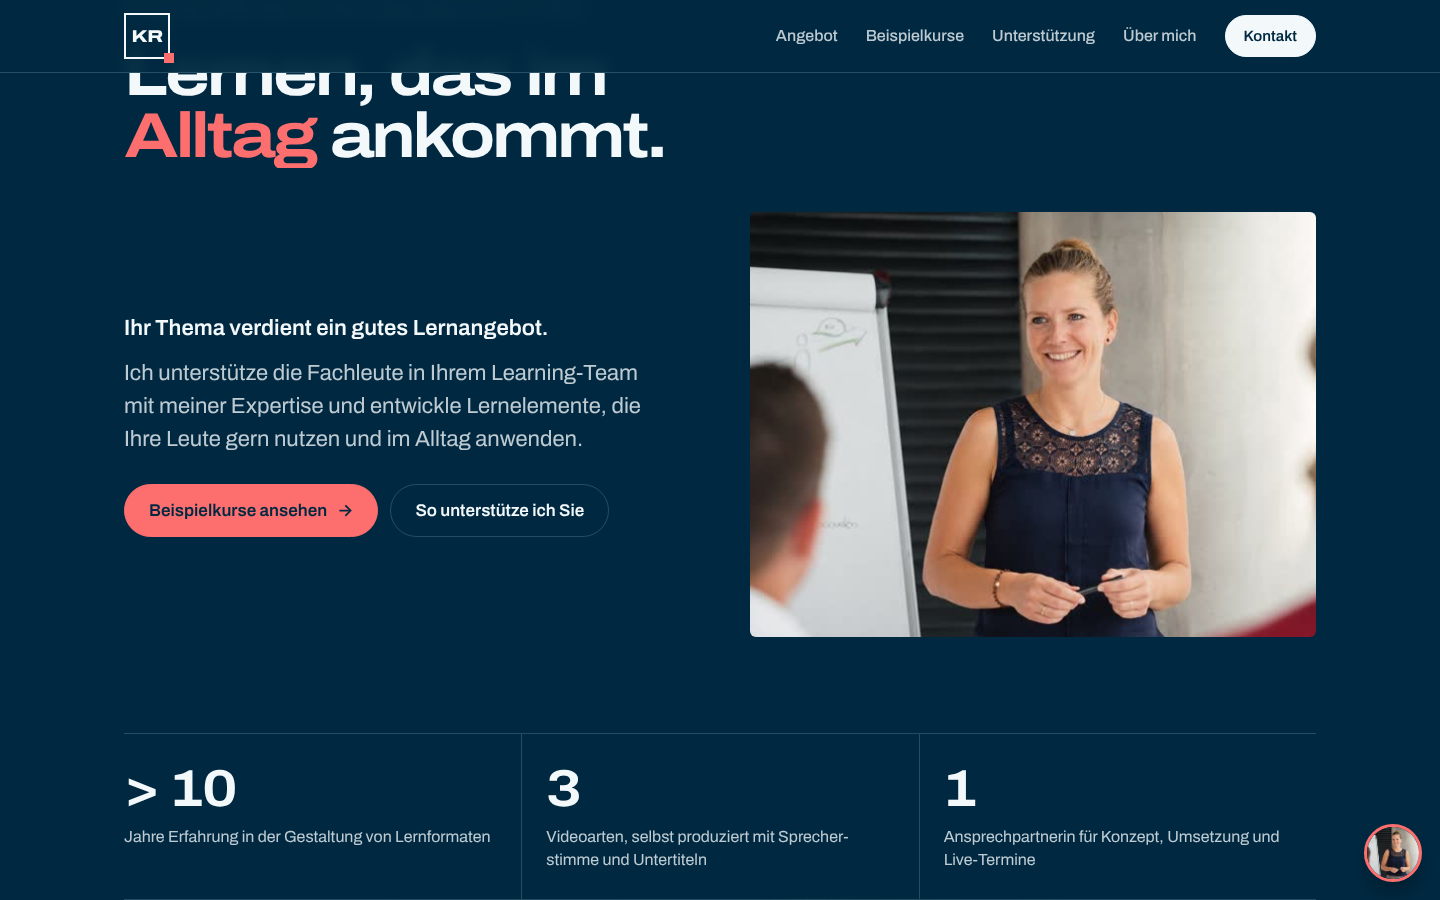 KR
Angebot
Beispielkurse
Unterstützung
Über mich
Kontakt
Lernen, das im
Alltag ankommt.
Ihr Thema verdient ein gutes Lernangebot.
Ich unterstütze die Fachleute in Ihrem Learning-Team
mit meiner Expertise und entwickle Lernelemente, die
Ihre Leute gern nutzen und im Alltag anwenden.
Beispielkurse ansehen →
So unterstütze ich Sie
> 10
Jahre Erfahrung in der Gestaltung von Lernformaten
3
Videoarten, selbst produziert mit Sprecher-
stimme und Untertiteln
1
Ansprechpartnerin für Konzept, Umsetzung und
Live-Termine